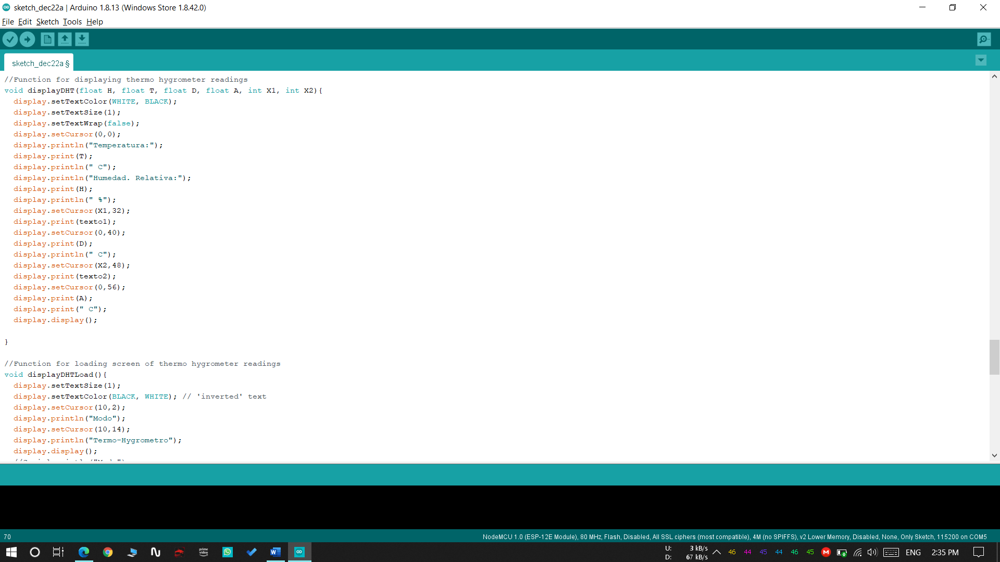 sketch_dec22a | Arduino 1.8.13 (Windows Store 1.8.42.0)
File Edit Sketch Tools Help
sketch_dec22a §
//Function for displaying thermo hygrometer readings
void displayDHT(float H, float T, float D, float A, int X1, int X2){
  display.setTextColor(WHITE, BLACK);
  display.setTextSize(1);
  display.setTextWrap(false);
  display.setCursor(0,0);
  display.println("Temperatura:");
  display.print(T);
  display.println(" C");
  display.println("Humedad. Relativa:");
  display.print(H);
  display.println(" %");
  display.setCursor(X1,32);
  display.print(texto1);
  display.setCursor(0,40);
  display.print(D);
  display.println(" C");
  display.setCursor(X2,48);
  display.print(texto2);
  display.setCursor(0,56);
  display.print(A);
  display.print(" C");
  display.display();
}
//Function for loading screen of thermo hygrometer readings
void displayDHTLoad(){
  display.setTextSize(1);
  display.setTextColor(BLACK, WHITE); // 'inverted' text
  display.setCursor(10,2);
  display.println("Modo");
  display.setCursor(10,14);
  display.println("Termo-Hygrometro");
  display.display();
70
NodeMCU 1.0 (ESP-12E Module), 80 MHz, Flash, Disabled, All SSL ciphers (most compatible), 4M (no SPIFFS), v2 Lower Memory, Disabled, None, Only Sketch, 115200 on COM5
prime video
U: 3 kB/s
D: 67 kB/s
46 44 45 44 46 45
ENG
2:35 PM